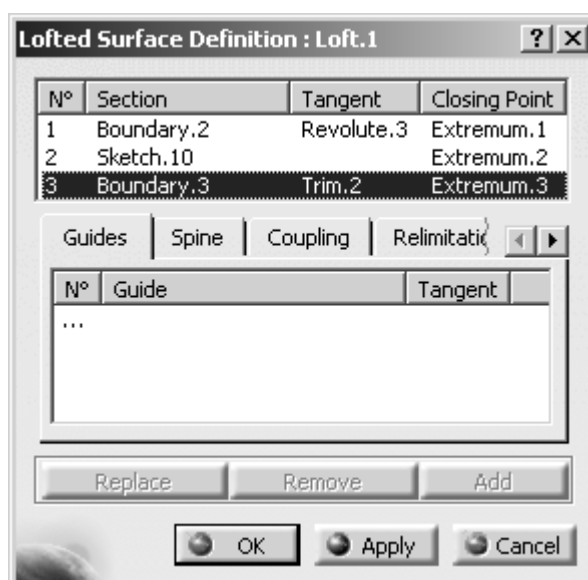 Lofted Surface Definition : Loft.1 ? X
N° Section Tangent Closing Point
1 Boundary.2 Revolute.3 Extremum.1
2 Sketch.10 Extremum.2
3 Boundary.3 Trim.2 Extremum.3
Guides Spine Coupling Relimitati
N° Guide Tangent
...
Replace Remove Add
OK Apply Cancel